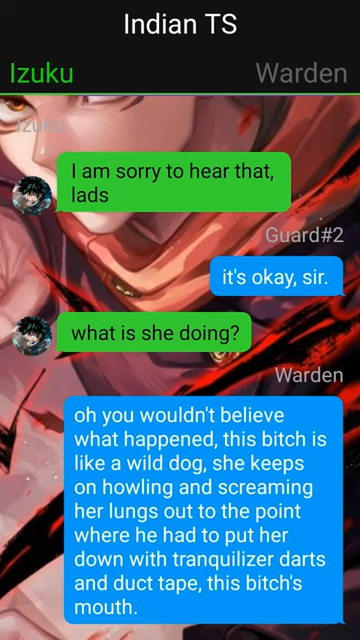 Indian TS
Izuku Warden
Izuku
I am sorry to hear that,
lads
Guard#2
it's okay, sir.
what is she doing?
Warden
oh you wouldn't believe
what happened, this bitch is
like a wild dog, she keeps
on howling and screaming
her lungs out to the point
where he had to put her
down with tranquilizer darts
and duct tape, this bitch's
mouth.